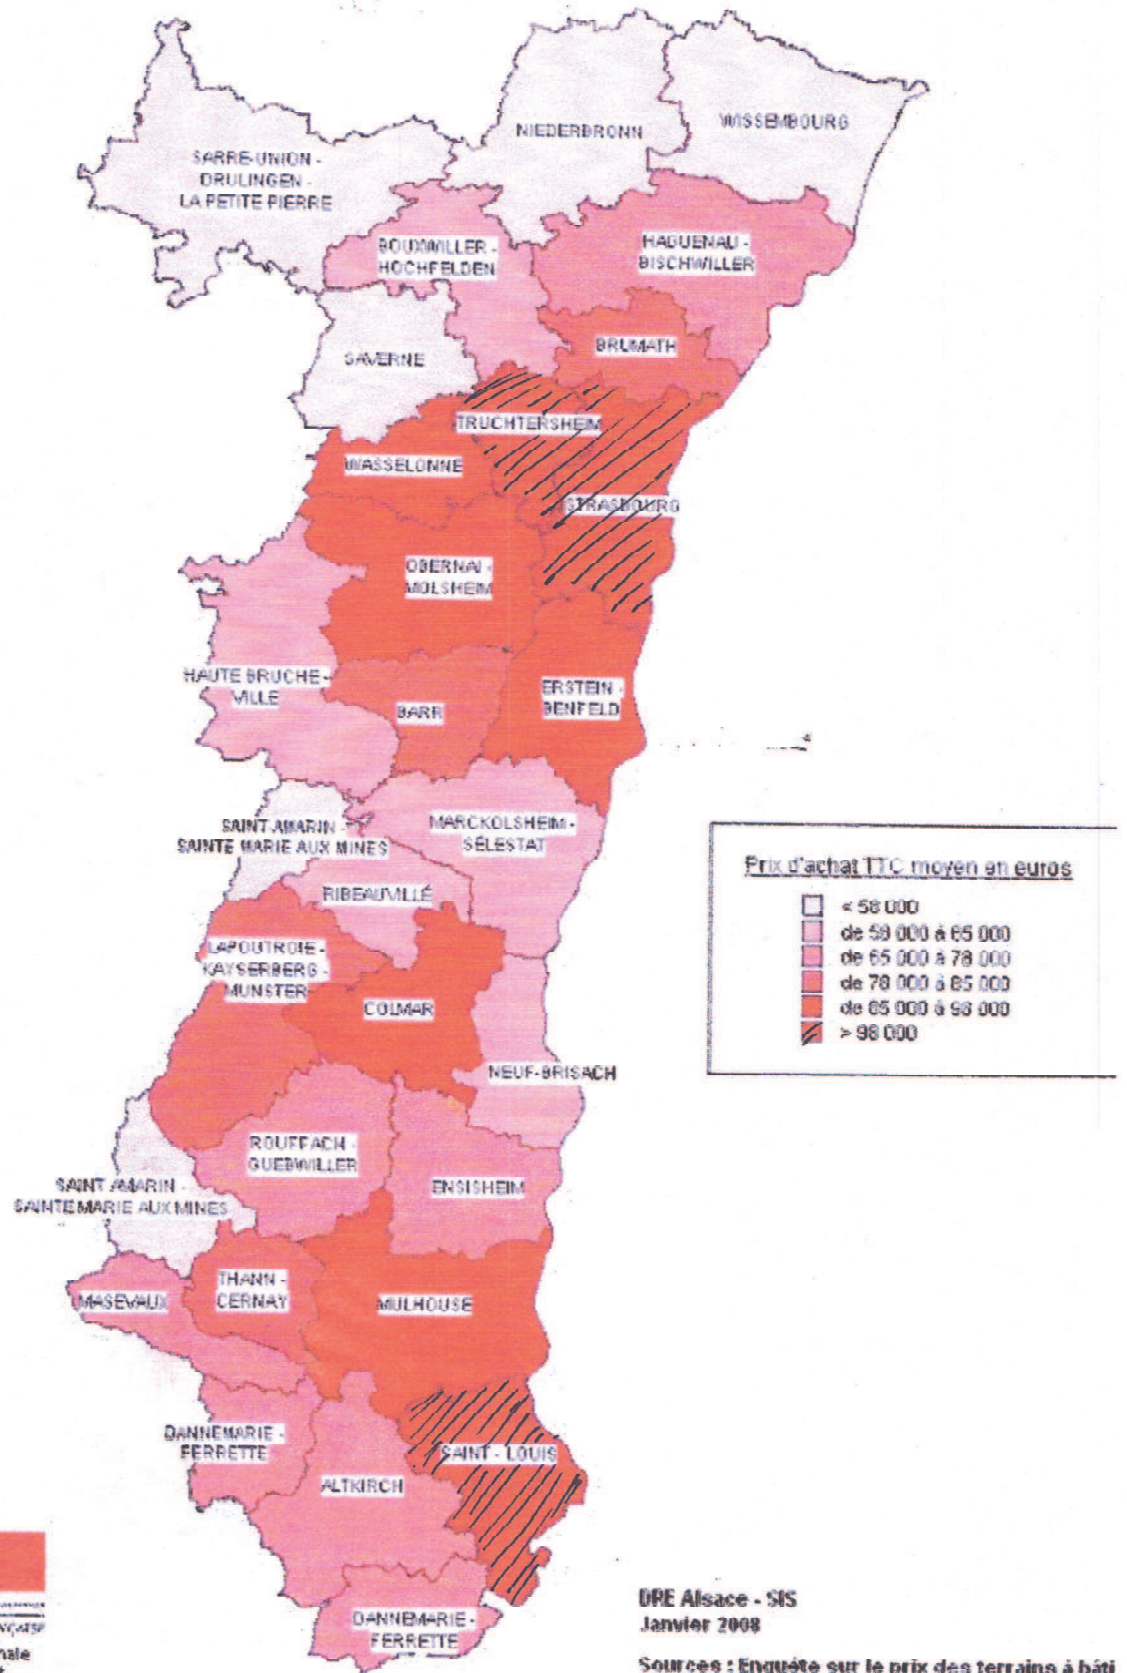 NIEDERBRONN
WISSEMBOURG
SARRE-UNION -
DRULINGEN -
LA PETITE PIERRE
BOUXWILLER -
HOCHFELDEN
HAGUENAU -
BISCHWILLER
SAVERNE
BRUMATH
TRUCHTERSHEIM
WASSELONNE
STRASBOURG
OBERNAI -
MOLSHEIM
HAUTE BRUCHE -
VILLE
BARR
ERSTEIN -
BENFELD
SAINT AMARIN -
SAINTE MARIE AUX MINES
MARCKOLSHEIM -
SÉLESTAT
RIBEAUVILLÉ
LAPOUTROIE -
KAYSERBERG -
MUNSTER
COLMAR
NEUF-BRISACH
ROUFFACH -
GUEBWILLER
ENSISHEIM
SAINT AMARIN -
SAINTE MARIE AUX MINES
MASEVAUX
THANN -
CERNAY
MULHOUSE
DANNEMARIE -
FERRETTE
SAINT - LOUIS
ALTKIRCH
DANNEMARIE -
FERRETTE
Prix d'achat TTC moyen en euros
< 58 000
de 58 000 à 65 000
de 65 000 à 78 000
de 78 000 à 85 000
de 85 000 à 98 000
> 98 000
DRE Alsace - SIS
Janvier 2008
Sources : Enquête sur le prix des terrains à bâti